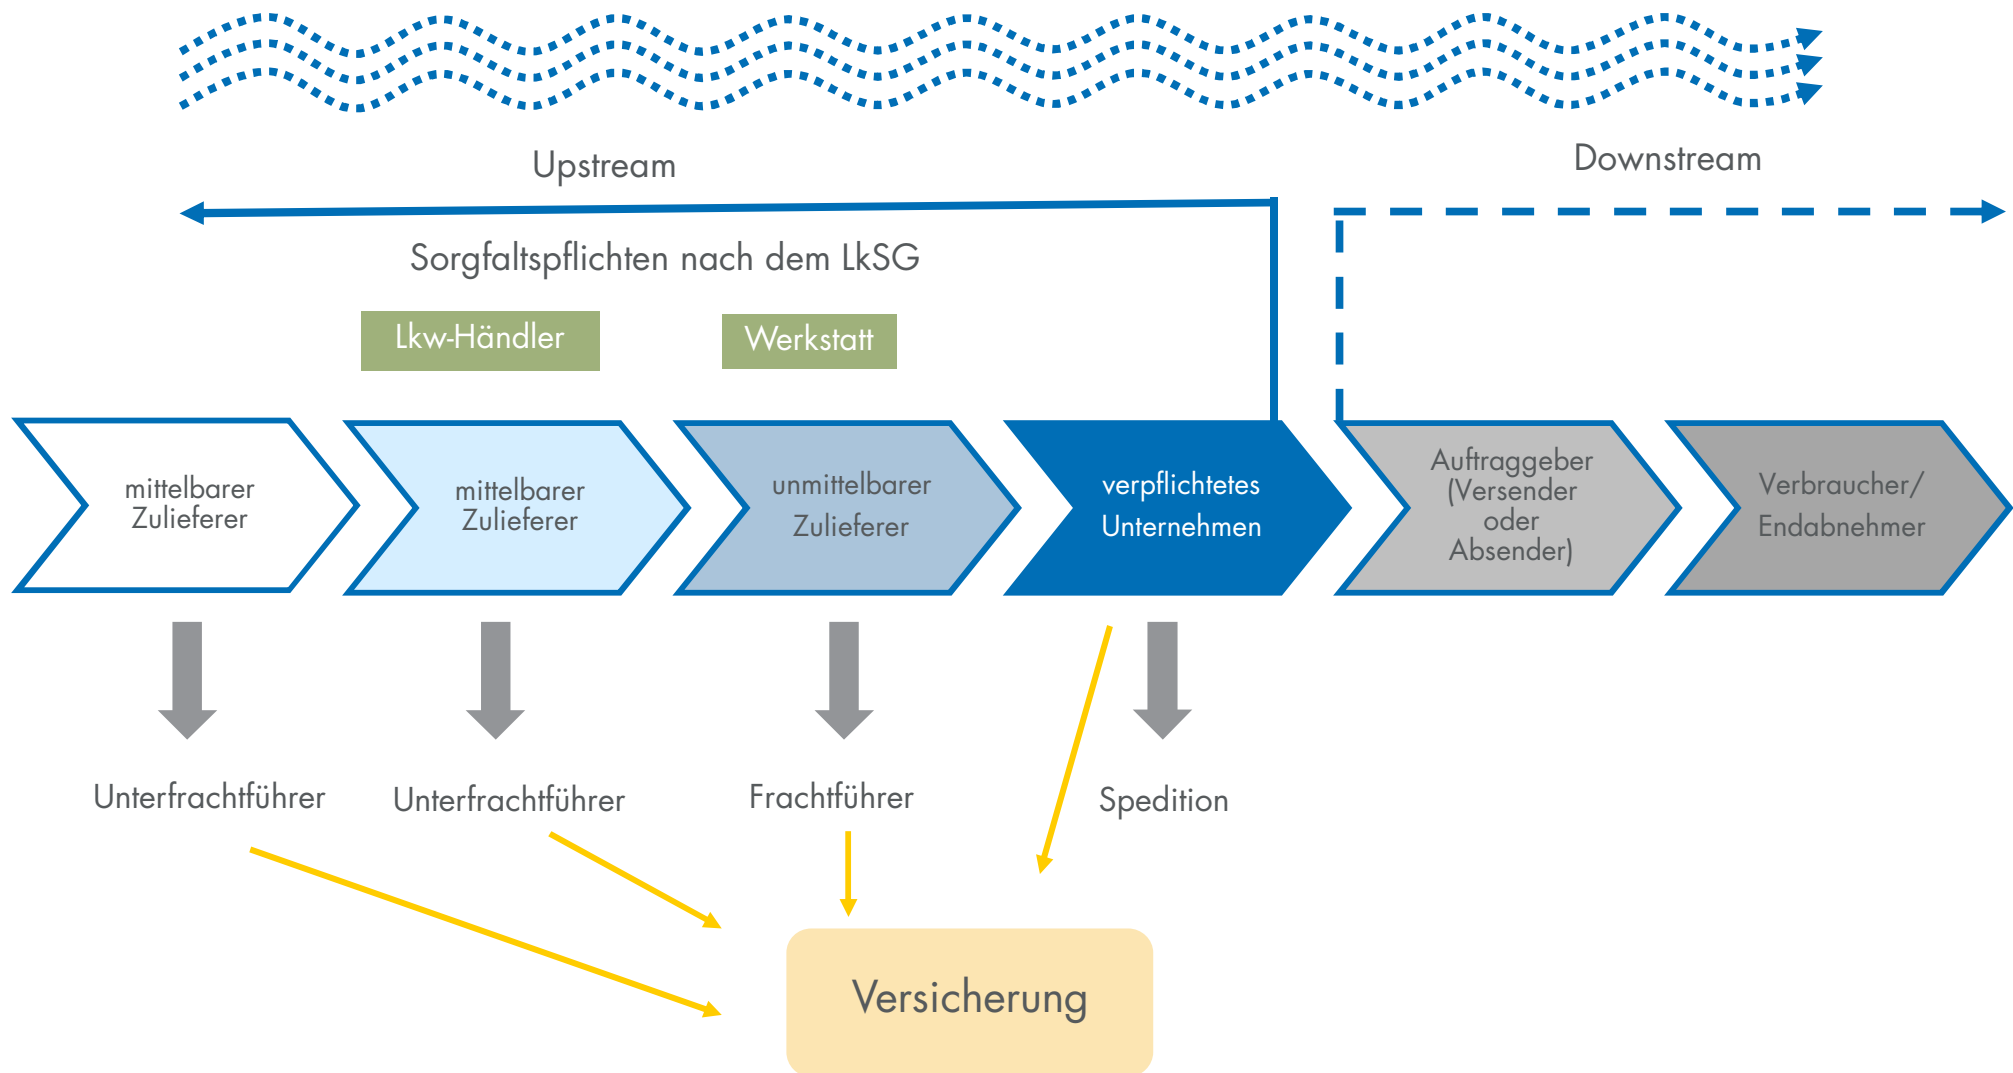 Upstream
Downstream
Sorgfaltspflichten nach dem LkSG
Lkw-Händler
Werkstatt
mittelbarer
Zulieferer
mittelbarer
Zulieferer
unmittelbarer
Zulieferer
verpflichtetes
Unternehmen
Auftraggeber
(Versender
oder
Absender)
Verbraucher/
Endabnehmer
Unterfrachtführer
Unterfrachtführer
Frachtführer
Spedition
Versicherung